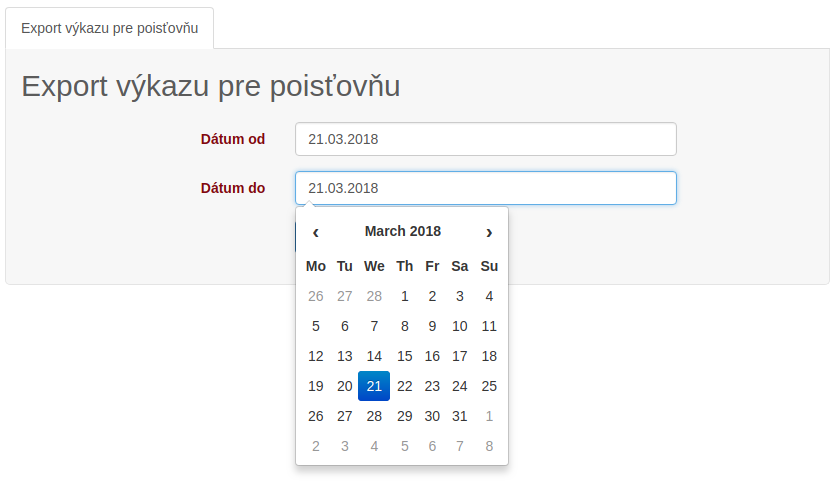 Export výkazu pre poisťovňu
Export výkazu pre poisťovňu
Dátum od 21.03.2018
Dátum do 21.03.2018
‹ March 2018 ›
Mo Tu We Th Fr Sa Su
26 27 28 1 2 3 4
5 6 7 8 9 10 11
12 13 14 15 16 17 18
19 20 21 22 23 24 25
26 27 28 29 30 31 1
2 3 4 5 6 7 8